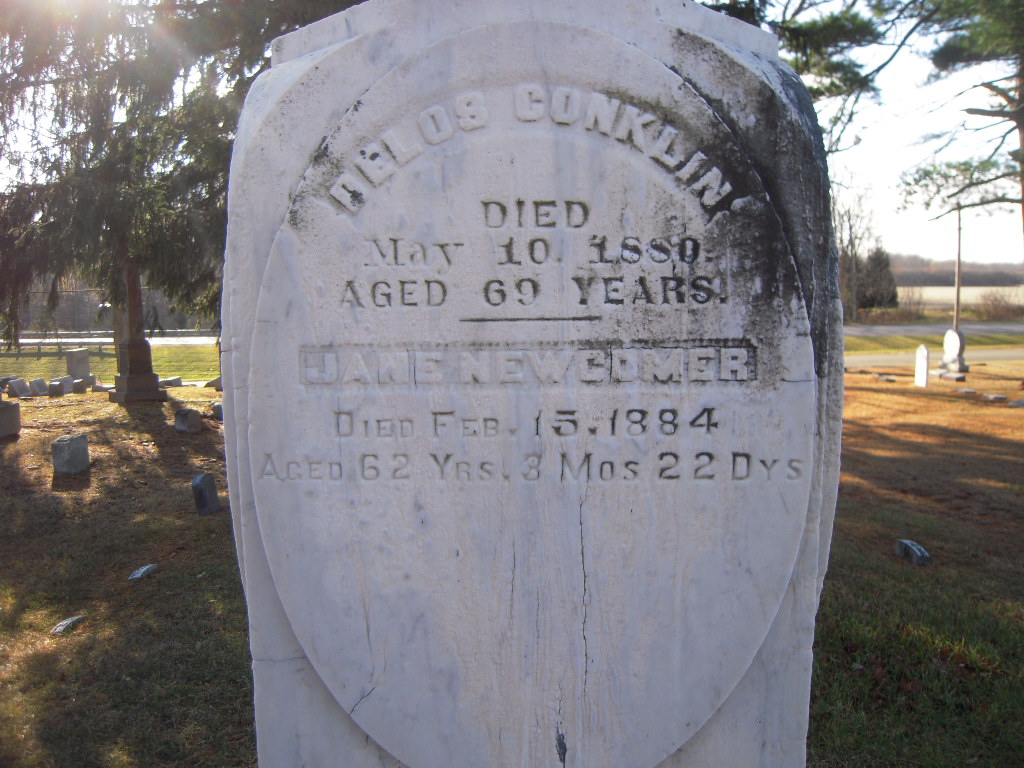 DELOS CONKLIN,
DIED
May 10. 1880.
AGED 69 YEARS.
JANE NEWCOMER
DIED FEB. 15. 1884
AGED 62 YRS. 3 MOS 22 DYS